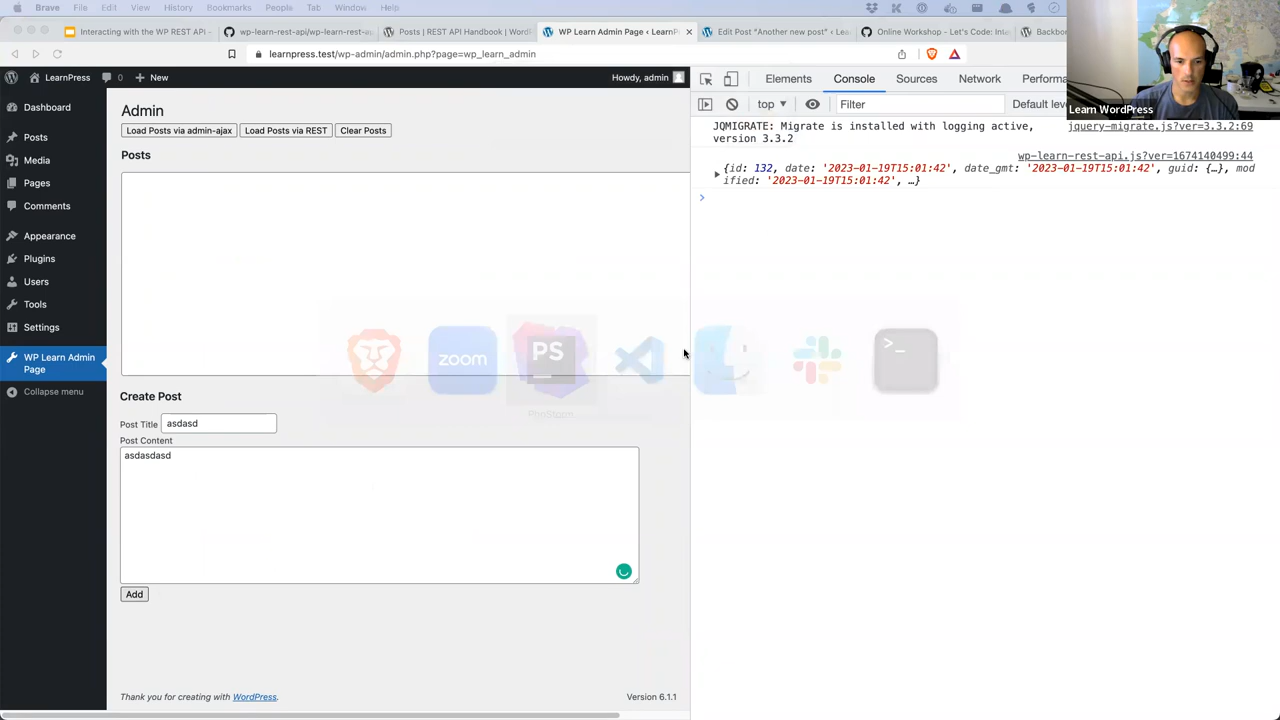 Chrome File Edit View History Bookmarks People Tab Window Help
Interacting with the WP REST API -
wp-learn-rest-api/wp-learn-rest-
Posts | REST API Handbook | Word
WP Learn Admin Page ‹ LearnPres
Edit Post "Another new post" ‹ Le
Online Workshop - Let's Code: Inte
Backbon
learnpress.test/wp-admin/admin.php?page=wp_learn_admin
LearnPress 0 + New Howdy, admin
Dashboard
Posts
Media
Pages
Comments
Appearance
Plugins
Users
Tools
Settings
WP Learn Admin
Page
Collapse menu
Admin
Load Posts via admin-ajax Load Posts via REST Clear Posts
Posts
Create Post
Post Title asdasd
Post Content
asdasdasd
Add
Thank you for creating with WordPress. Version 6.1.1
zoom
PS
PhpStorm
Elements Console Sources Network Performa
top Filter Default leve
JQMIGRATE: Migrate is installed with logging active, jquery-migrate.js?ver=3.3.2:69
version 3.3.2
wp-learn-rest-api.js?ver=1674140499:44
{id: 132, date: '2023-01-19T15:01:42', date_gmt: '2023-01-19T15:01:42', guid: {…}, mod
ified: '2023-01-19T15:01:42', …}
Learn WordPress